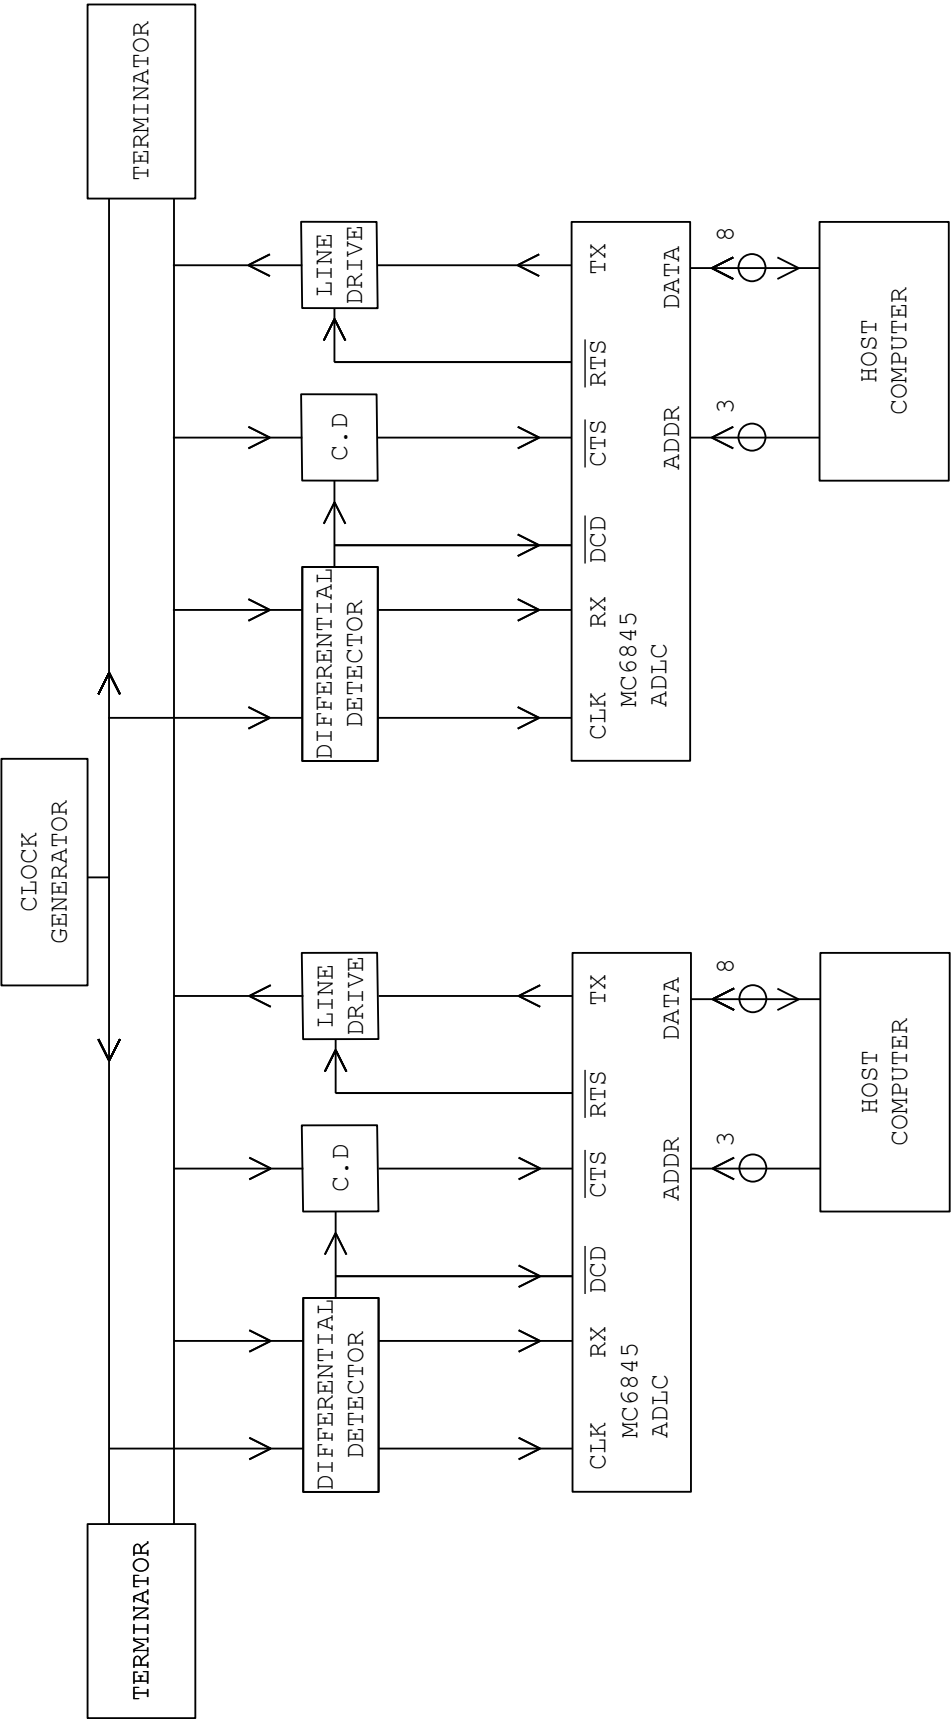 CLOCK
GENERATOR
TERMINATOR
TERMINATOR
DIFFERENTIAL
DETECTOR
C.D
LINE
DRIVE
DIFFERENTIAL
DETECTOR
C.D
LINE
DRIVE
CLK
RX
DCD
CTS
RTS
TX
MC6845
ADLC
ADDR
DATA
CLK
RX
DCD
CTS
RTS
TX
MC6845
ADLC
ADDR
DATA
3
8
3
8
HOST
COMPUTER
HOST
COMPUTER